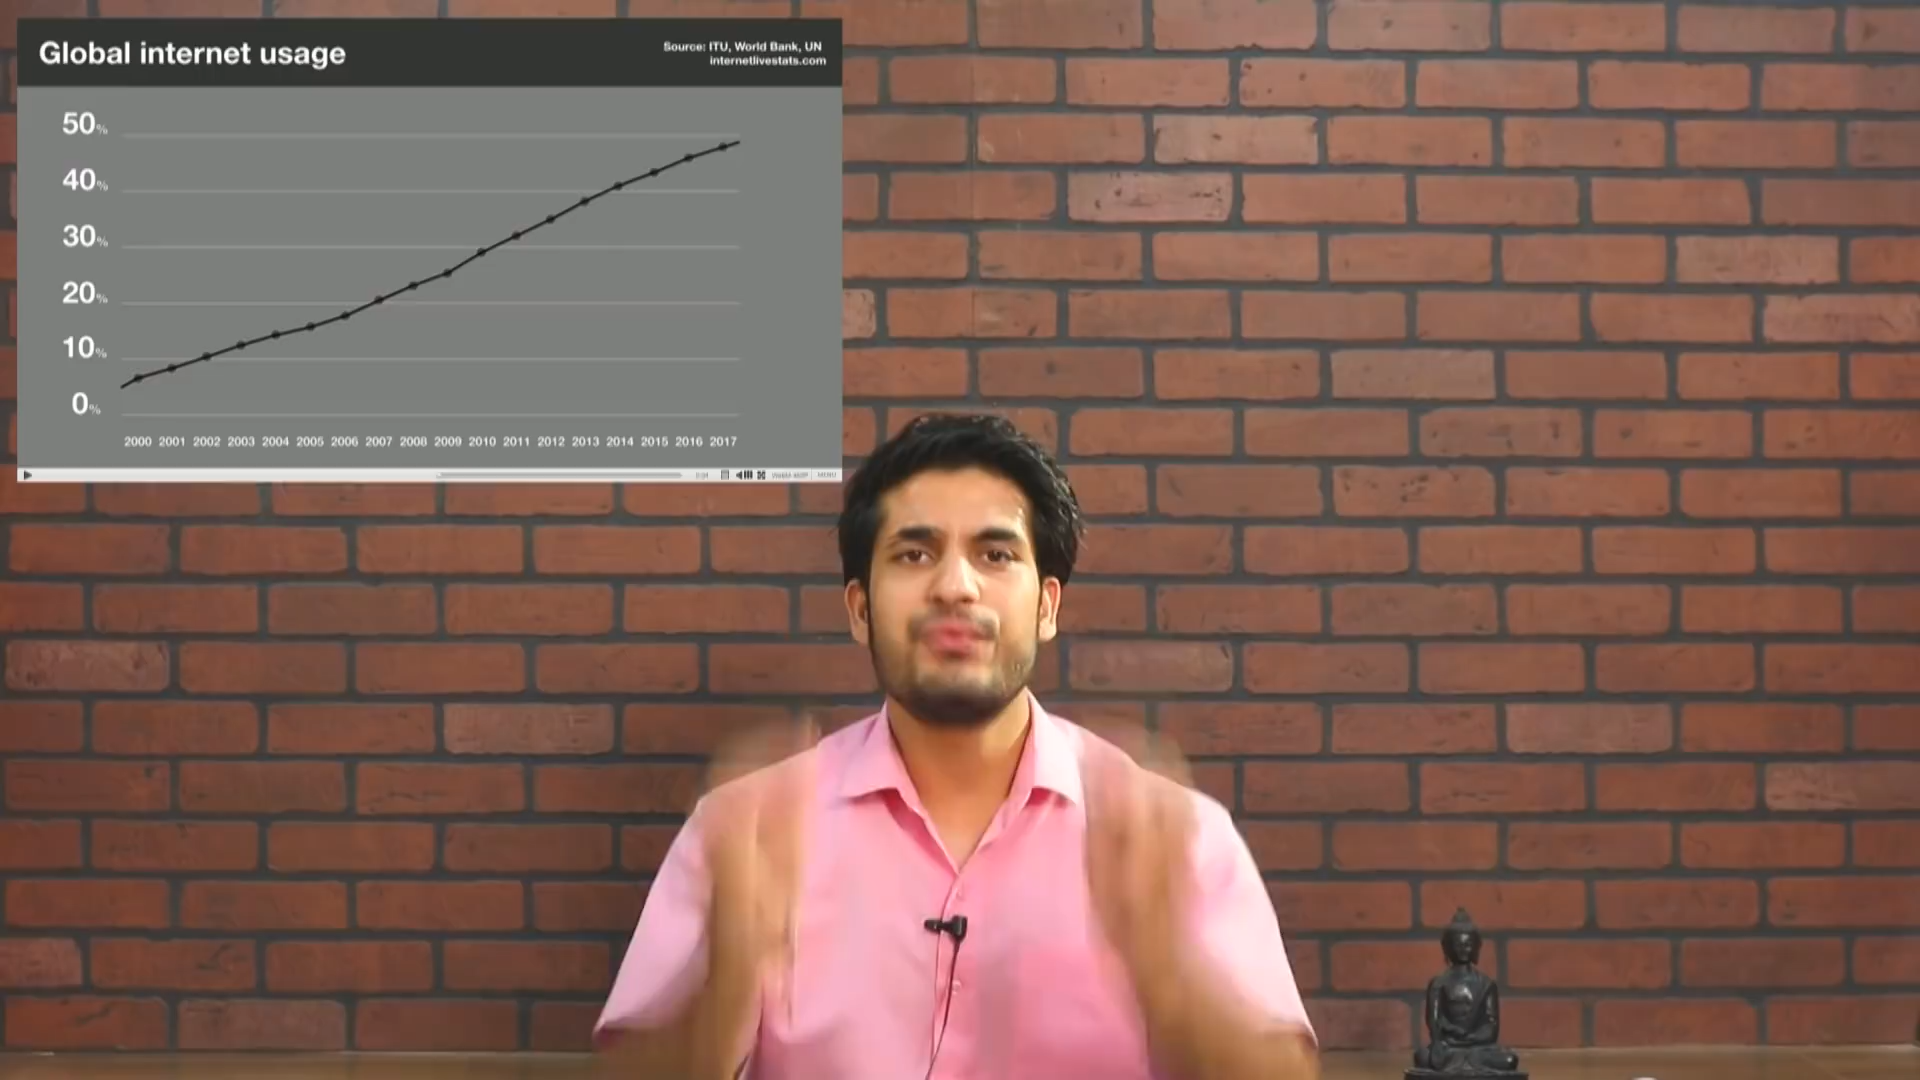 Global internet usage
Source: ITU, World Bank, UN
internetlivestats.com
50%
40%
30%
20%
10%
0%
2000 2001 2002 2003 2004 2005 2006 2007 2008 2009 2010 2011 2012 2013 2014 2015 2016 2017
MENU